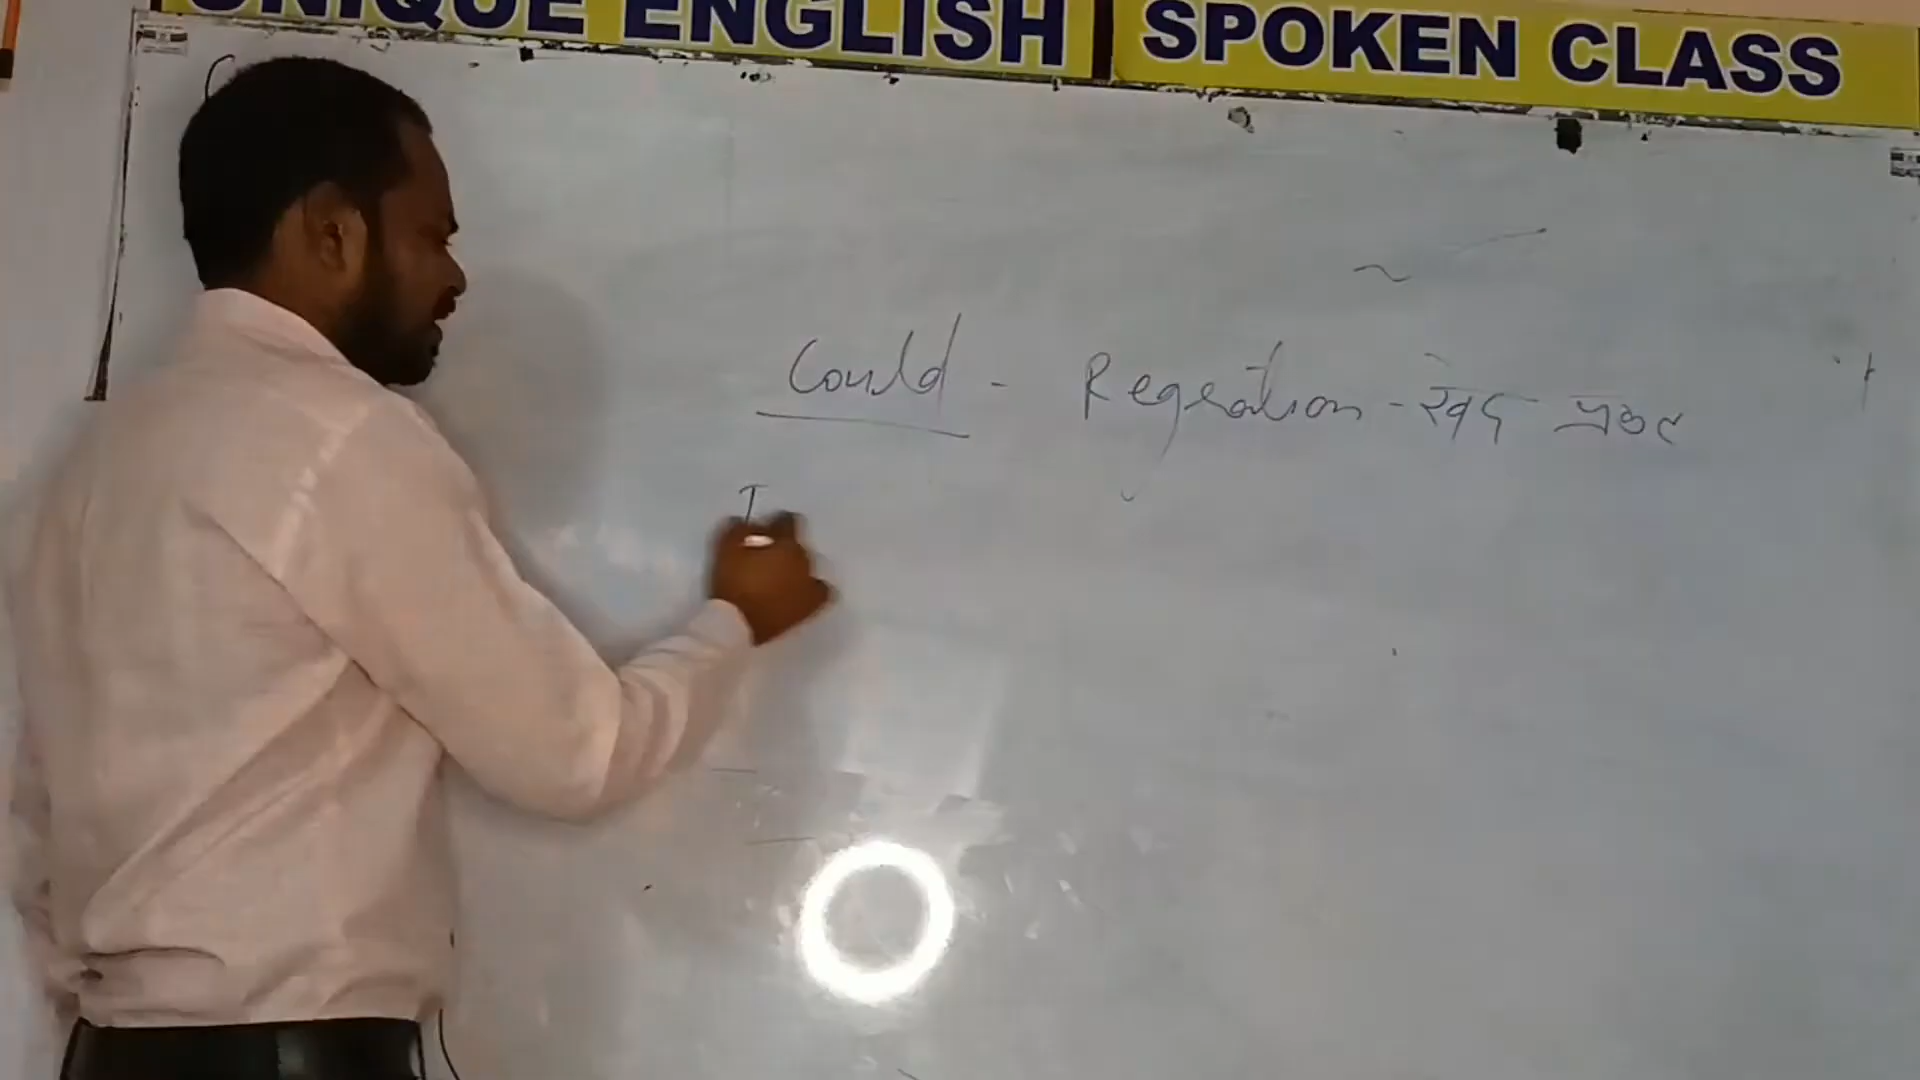 UNIQUE ENGLISH SPOKEN CLASS
Could - Regration - खेद प्रकट
I